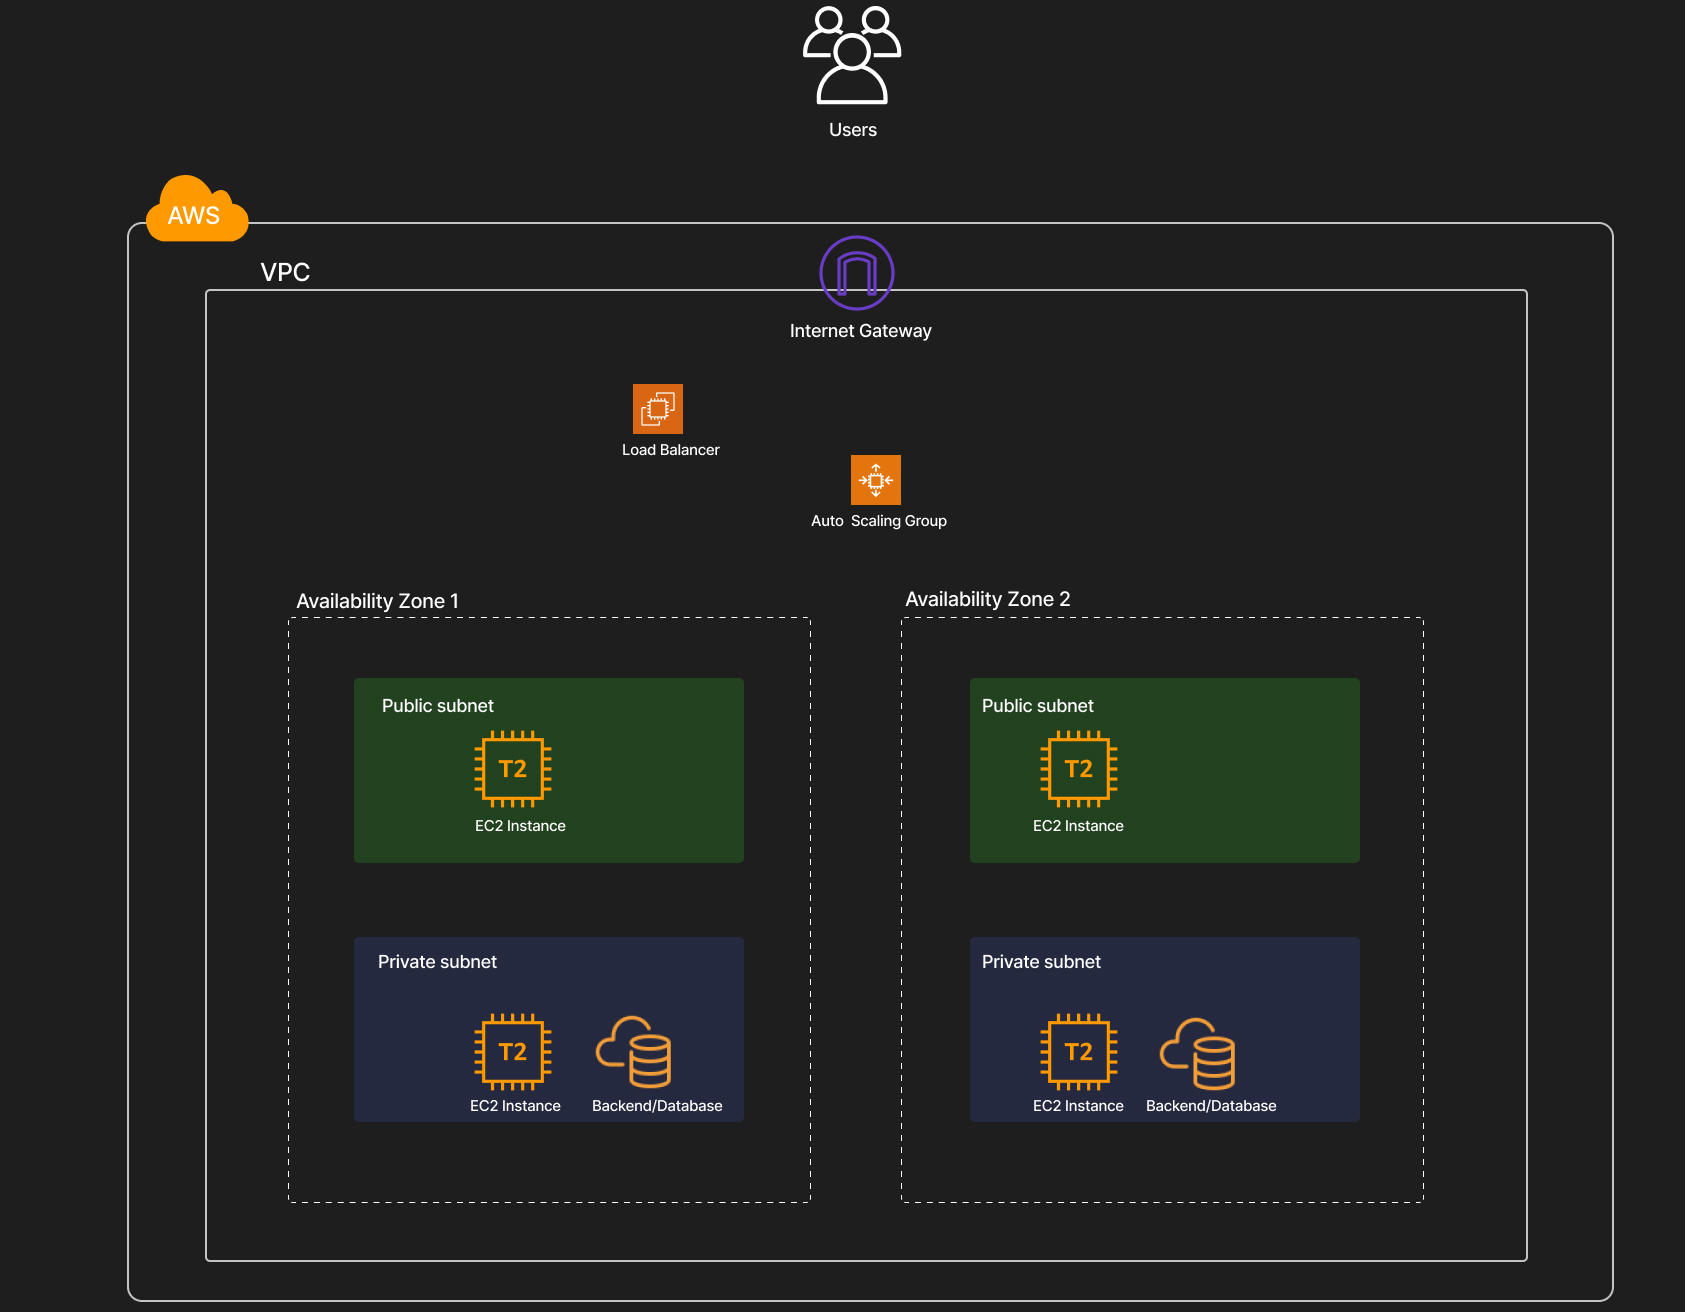 Users
AWS
VPC
Internet Gateway
Load Balancer
Auto  Scaling Group
Availability Zone 1
Availability Zone 2
Public subnet
T2
EC2 Instance
Public subnet
T2
EC2 Instance
Private subnet
T2
EC2 Instance
Backend/Database
Private subnet
T2
EC2 Instance
Backend/Database